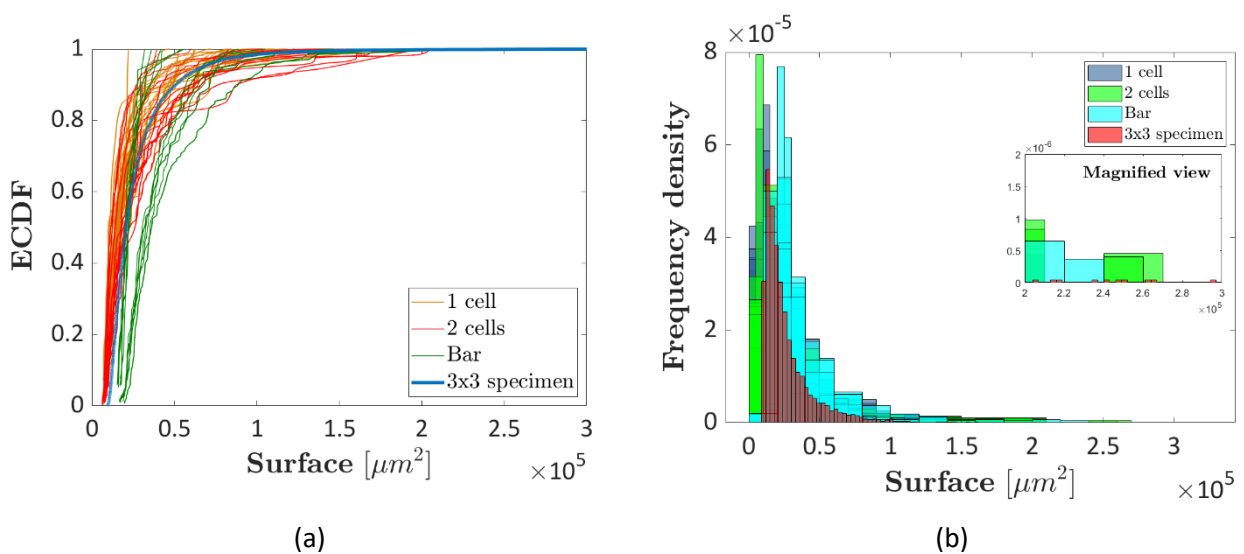 1
0.8
0.6
0.4
0.2
0
ECDF
0 0.5 1 1.5 2 2.5 3
Surface [μm²]
×10⁵
1 cell
2 cells
Bar
3x3 specimen
(a)
×10⁻⁵
8
6
4
2
0
Frequency density
0 0.5 1 1.5 2 2.5 3
Surface [μm²]
×10⁵
1 cell
2 cells
Bar
3x3 specimen
×10⁻⁶
Magnified view
2
1.5
1
0.5
0
2 2.2 2.4 2.6 2.8 3
×10⁵
(b)